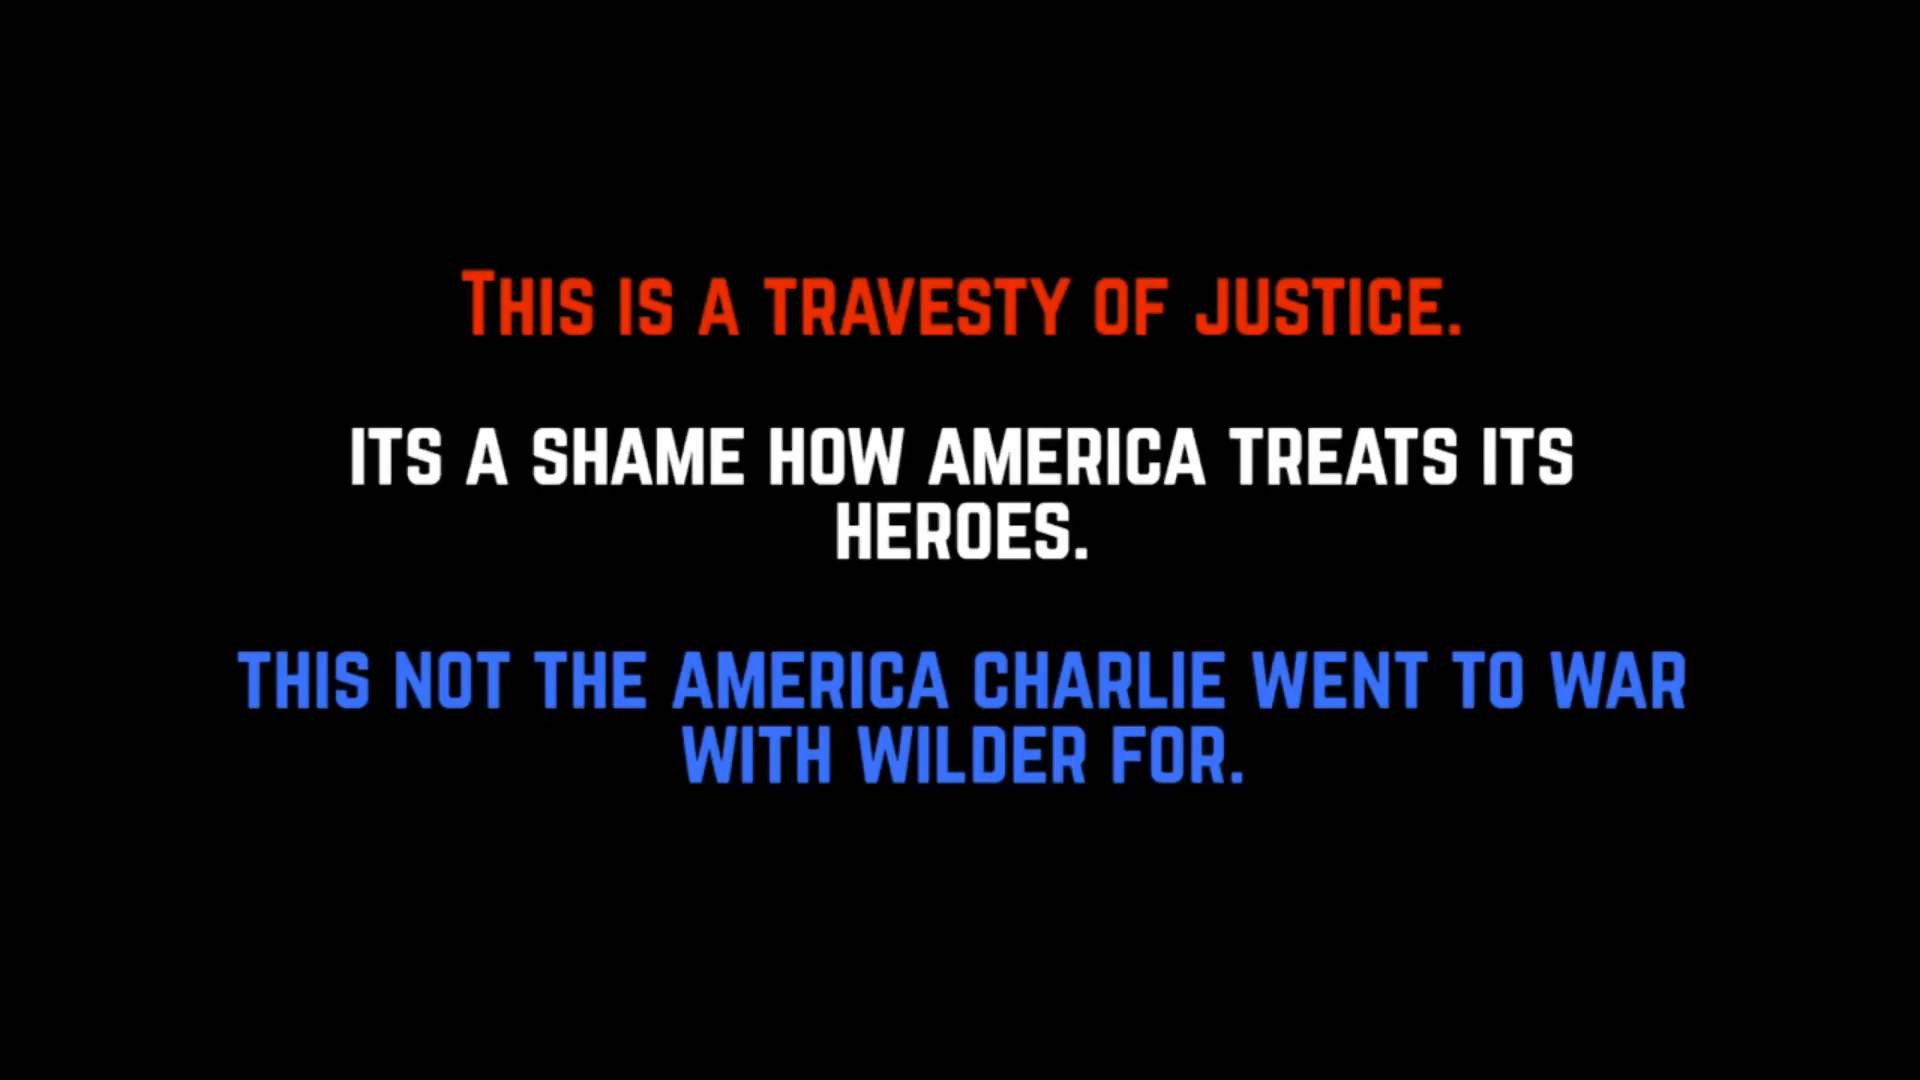 THIS IS A TRAVESTY OF JUSTICE.
ITS A SHAME HOW AMERICA TREATS ITS
HEROES.
THIS NOT THE AMERICA CHARLIE WENT TO WAR
WITH WILDER FOR.